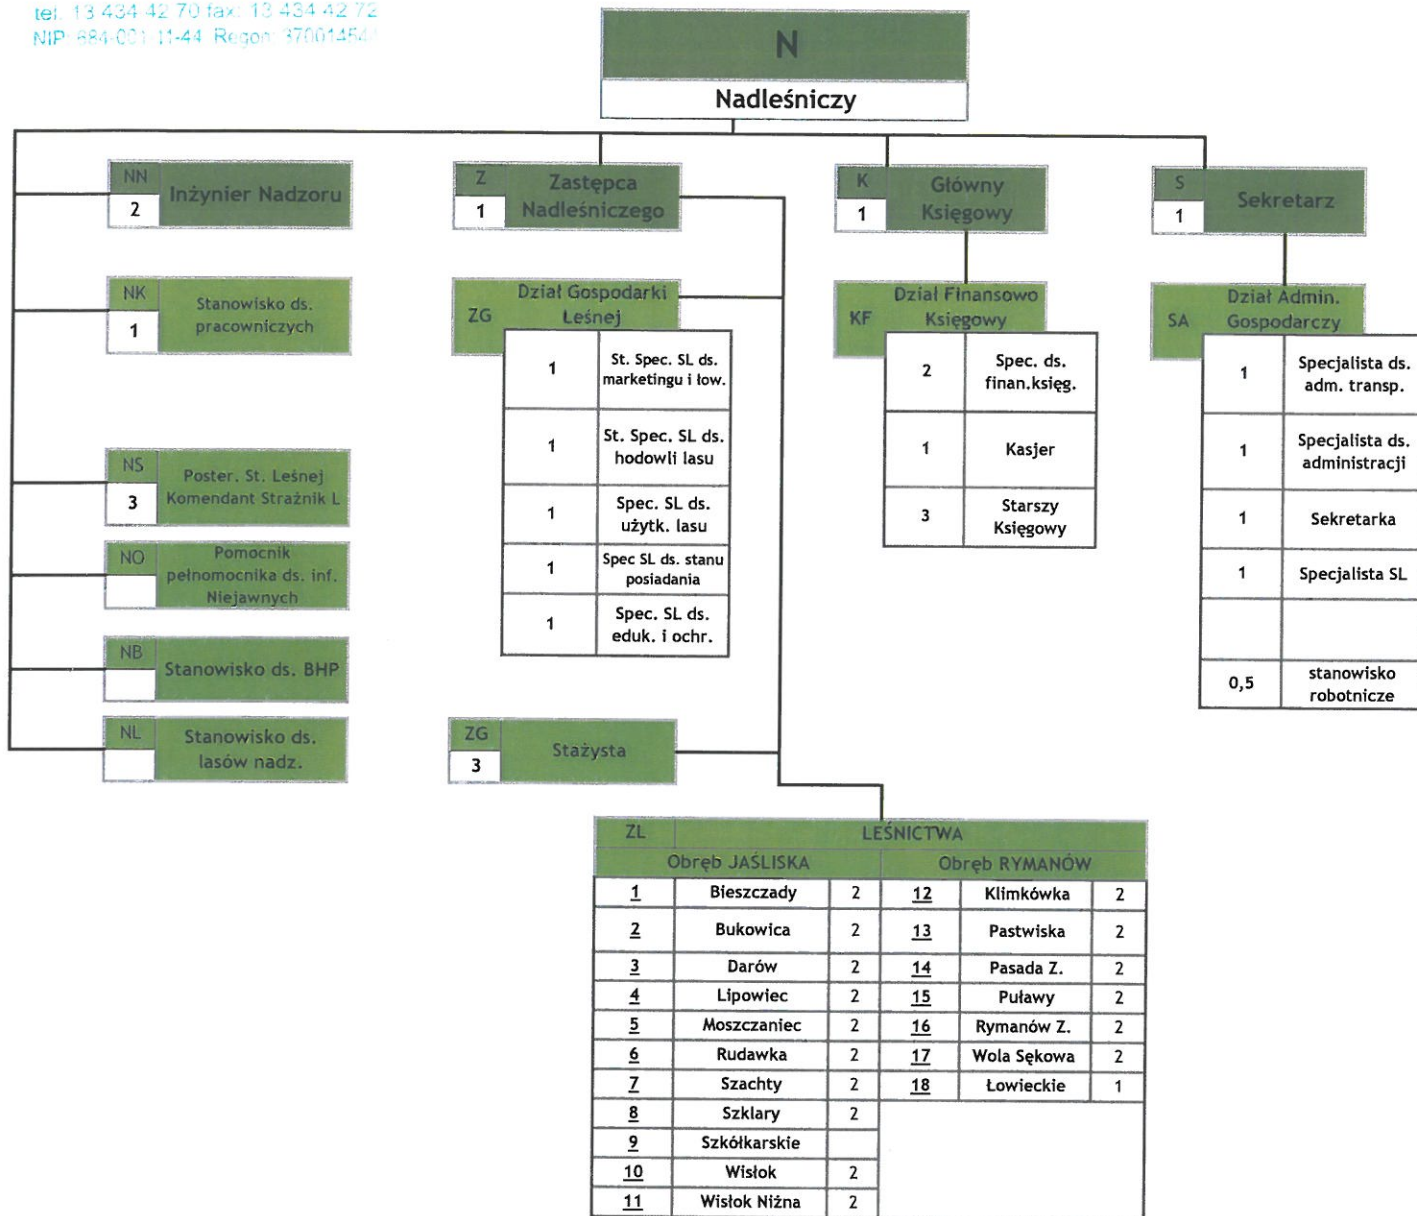 tel. 13 434 42 70 fax: 13 434 42 72
NIP: 684-001-11-44 Regon:
N
Nadleśniczy
NN
2
Inżynier Nadzoru
Z
1
Zastępca
Nadleśniczego
K
1
Główny
Księgowy
S
1
Sekretarz
NK
1
Stanowisko ds.
pracowniczych
NS
3
Poster. St. Leśnej
Komendant Strażnik L
NO
Pomocnik
pełnomocnika ds. inf.
Niejawnych
NB
Stanowisko ds. BHP
NL
Stanowisko ds.
lasów nadz.
ZG
Dział Gospodarki
Leśnej
1
St. Spec. SL ds.
marketingu i łow.
1
St. Spec. SL ds.
hodowli lasu
1
Spec. SL ds.
użytk. lasu
1
Spec SL ds. stanu
posiadania
1
Spec. SL ds.
eduk. i ochr.
ZG
3
Stażysta
KF
Dział Finansowo
Księgowy
2
Spec. ds.
finan.księg.
1
Kasjer
3
Starszy
Księgowy
SA
Dział Admin.
Gospodarczy
1
Specjalista ds.
adm. transp.
1
Specjalista ds.
administracji
1
Sekretarka
1
Specjalista SL
0,5
stanowisko
robotnicze
ZL LEŚNICTWA
Obręb JAŚLISKA Obręb RYMANÓW
1 Bieszczady 2 12 Klimkówka 2
2 Bukowica 2 13 Pastwiska 2
3 Darów 2 14 Pasada Z. 2
4 Lipowiec 2 15 Puławy 2
5 Moszczaniec 2 16 Rymanów Z. 2
6 Rudawka 2 17 Wola Sękowa 2
7 Szachty 2 18 Łowieckie 1
8 Szklary 2
9 Szkółkarskie
10 Wisłok 2
11 Wisłok Niżna 2